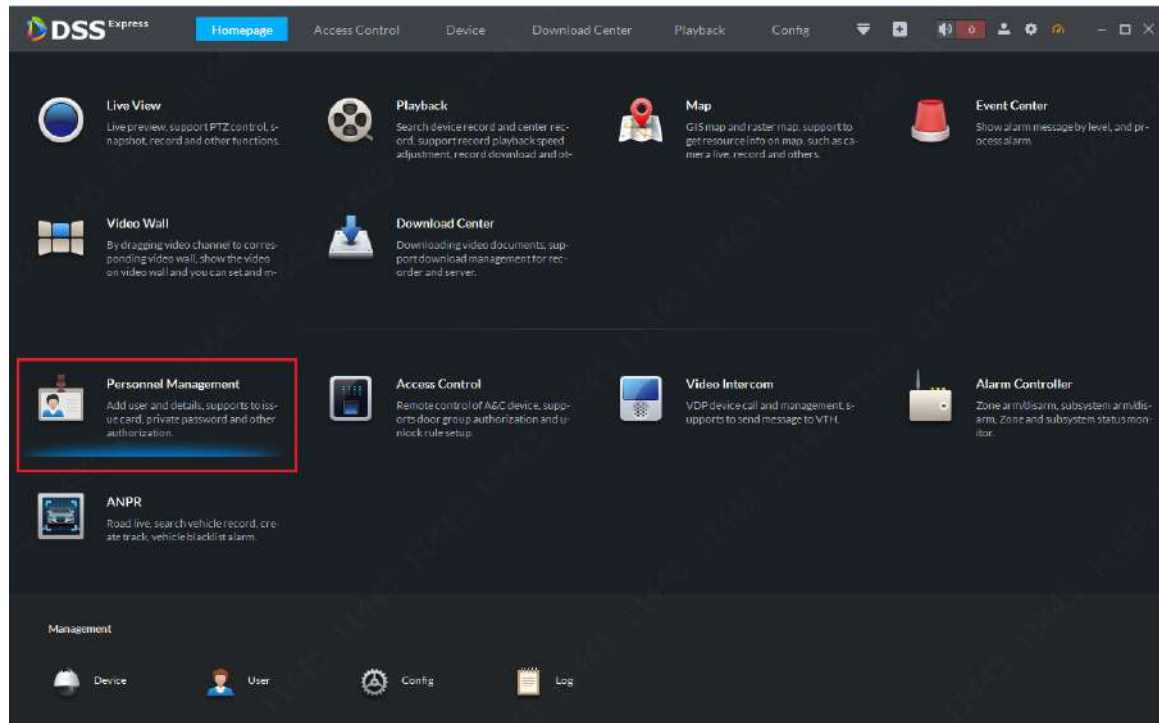 DSS Express
Homepage
Access Control
Device
Download Center
Playback
Config
0
Live View
Live preview, support PTZ control, s-
napshot, record and other functions.
Playback
Search device record and center rec-
ord, support record playback speed
adjustment, record download and ot-
Map
GIS map and raster map, support to
get resource info on map, such as ca-
mera live, record and others.
Event Center
Show alarm message by level, and pr-
ocess alarm.
Video Wall
By dragging video channel to corres-
ponding video wall, show the video
on video wall and you can set and m-
Download Center
Downloading video documents, sup-
port download management for rec-
order and server.
Personnel Management
Add user and details, supports to iss-
ue card, private password and other
authorization.
Access Control
Remote control of A&C device, supp-
orts door group authorization and u-
nlock rule setup.
Video Intercom
VDP device call and management, s-
upports to send message to VTH.
Alarm Controller
Zone arm/disarm, subsystem arm/dis-
arm, Zone and subsystem status mon-
itor.
ANPR
Road live, search vehicle record, cre-
ate track, vehicle blacklist alarm.
Management
Device
User
Config
Log